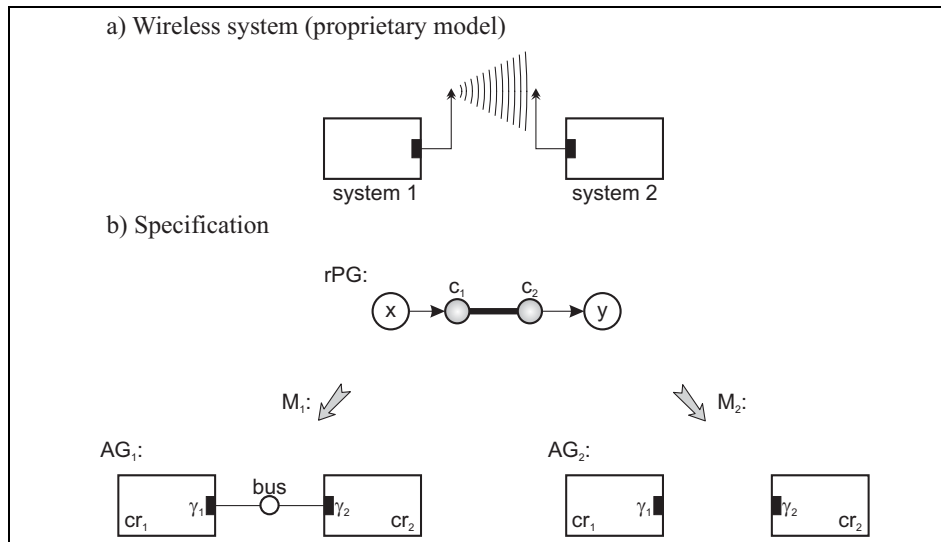 a) Wireless system (proprietary model)
system 1 system 2
b) Specification
rPG:
c₁ c₂
x y
M₁: M₂:
AG₁: AG₂:
bus
γ₁ γ₂ γ₁ γ₂
cr₁ cr₂ cr₁ cr₂